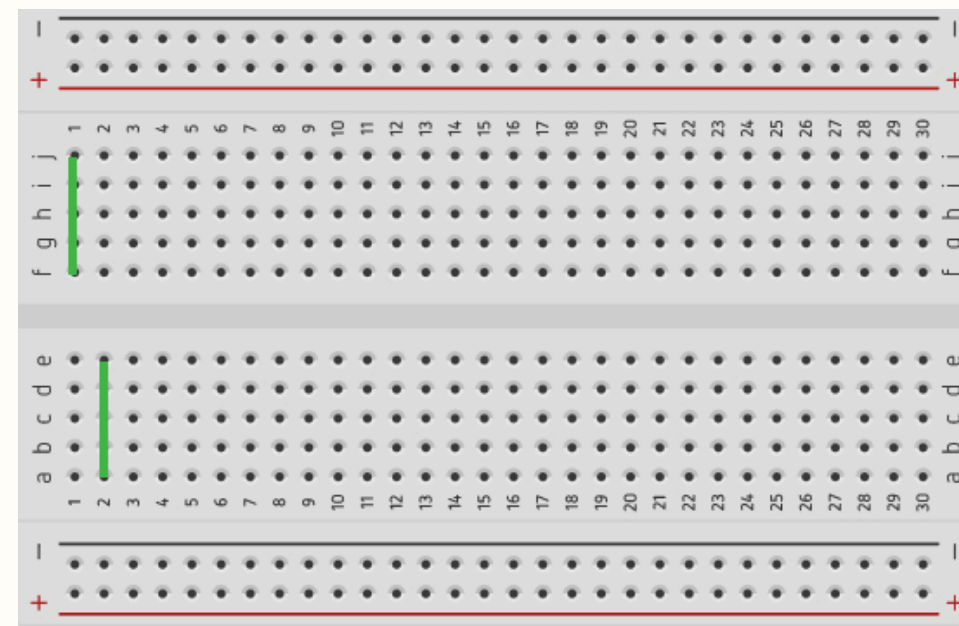 − −
+ +
1 2 3 4 5 6 7 8 9 10 11 12 13 14 15 16 17 18 19 20 21 22 23 24 25 26 27 28 29 30
j j
i i
h h
g g
f f
e e
d d
c c
b b
a a
1 2 3 4 5 6 7 8 9 10 11 12 13 14 15 16 17 18 19 20 21 22 23 24 25 26 27 28 29 30
− −
+ +